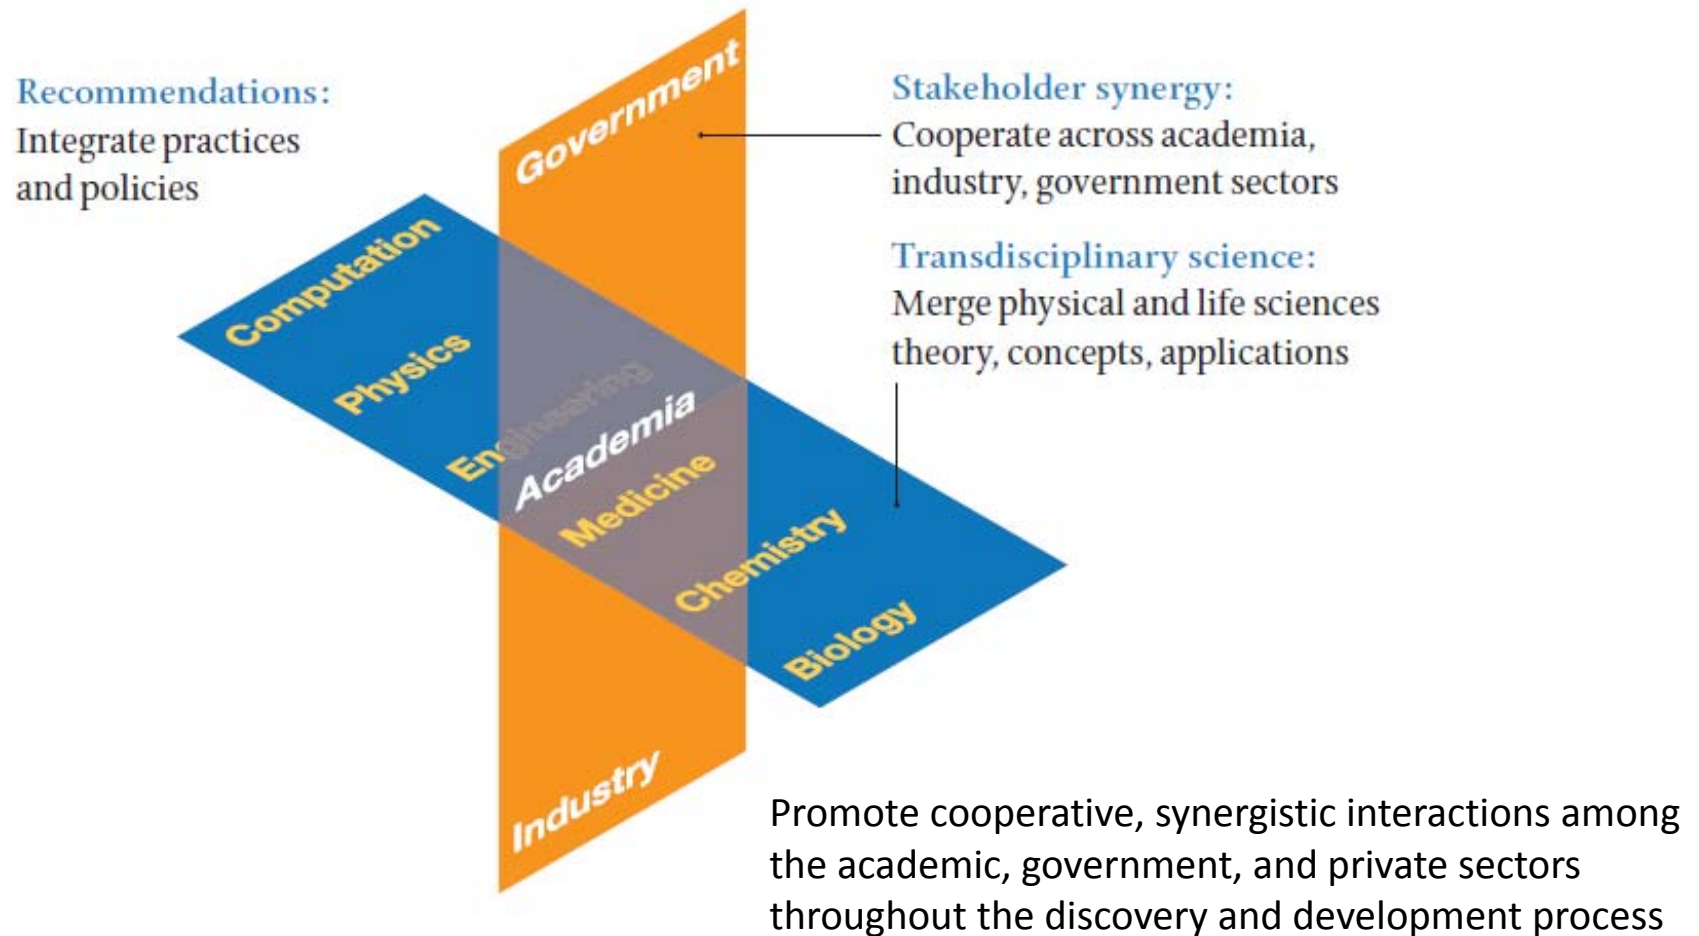 Recommendations:
Integrate practices
and policies
Government
Stakeholder synergy:
Cooperate across academia,
industry, government sectors
Transdisciplinary science:
Merge physical and life sciences
theory, concepts, applications
Computation
Physics
Engineering
Academia
Medicine
Chemistry
Biology
Industry
Promote cooperative, synergistic interactions among
the academic, government, and private sectors
throughout the discovery and development process